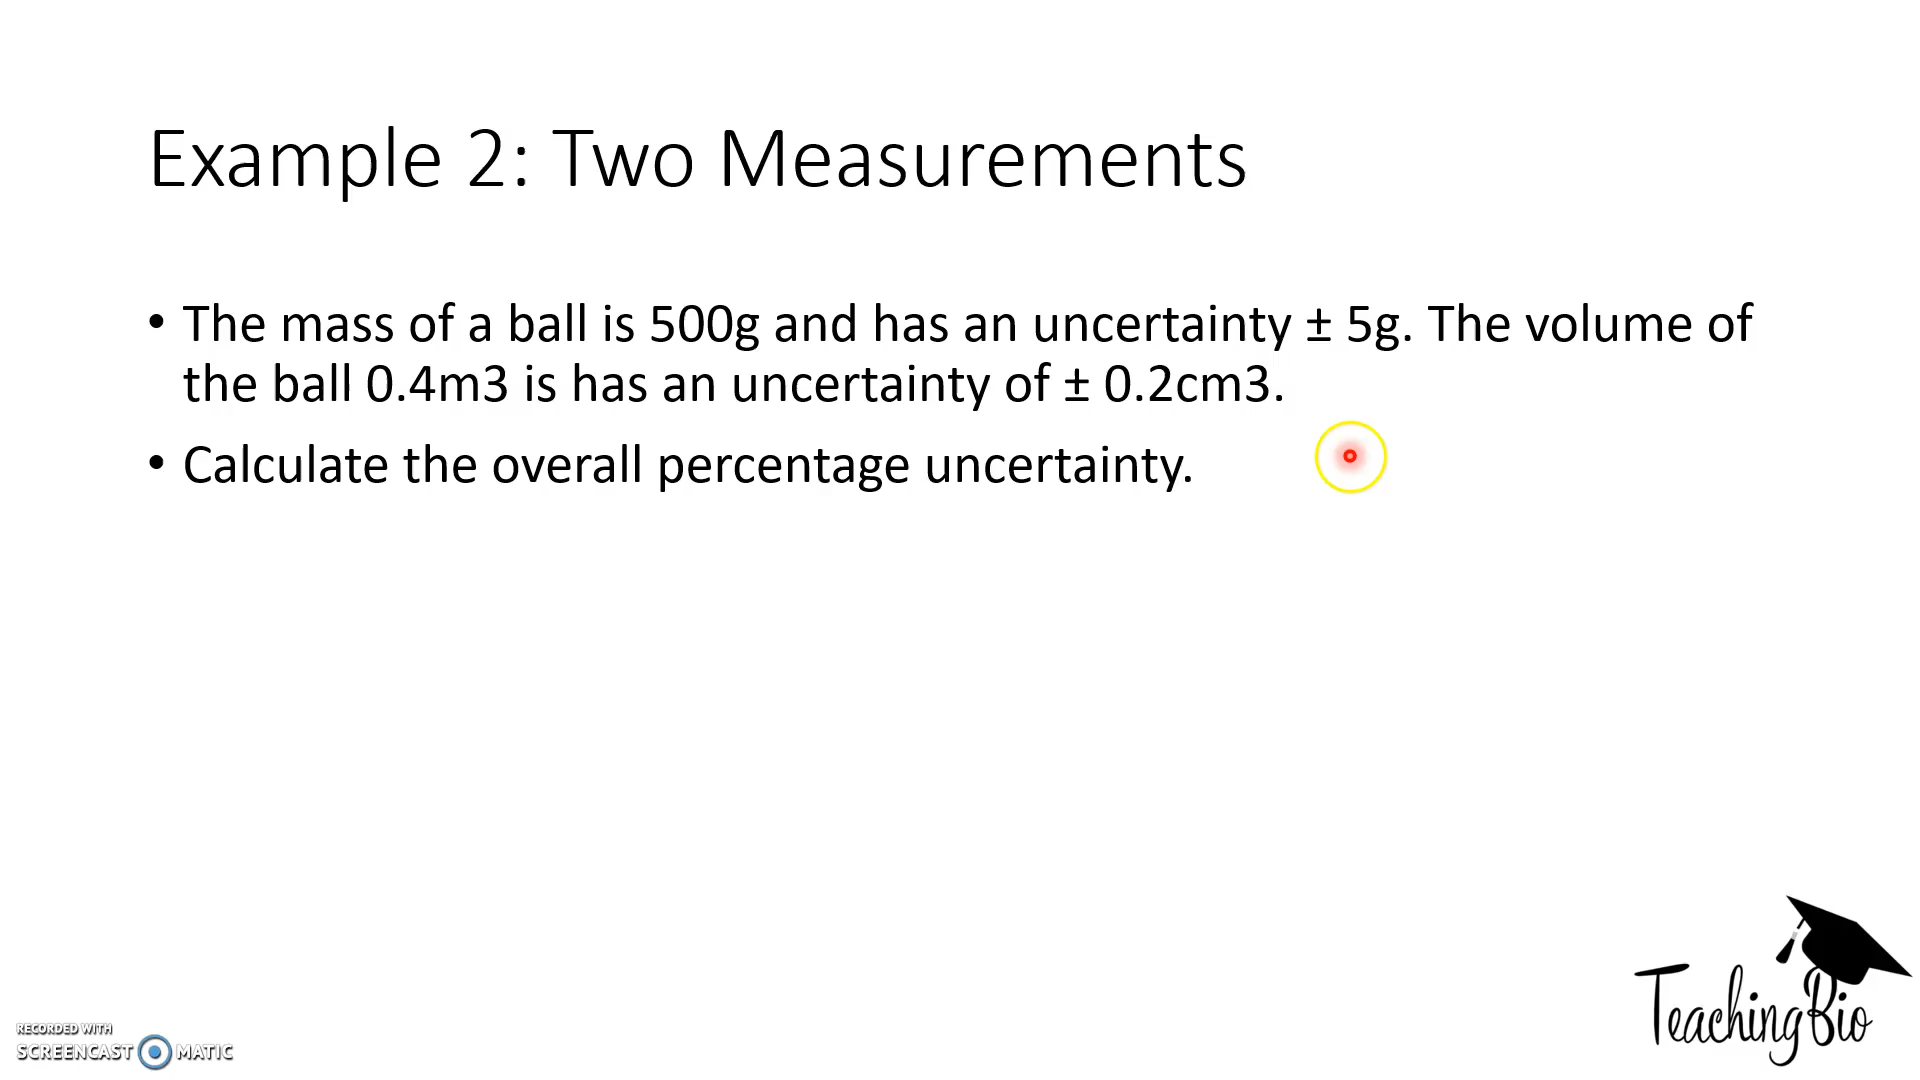 Example 2: Two Measurements
• The mass of a ball is 500g and has an uncertainty ± 5g. The volume of
the ball 0.4m3 is has an uncertainty of ± 0.2cm3.
• Calculate the overall percentage uncertainty.
RECORDED WITH
SCREENCAST MATIC
TeachingBio